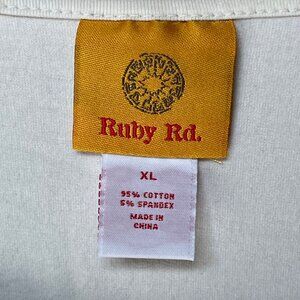 Ruby Rd.
XL
95% COTTON
5% SPANDEX
MADE IN
CHINA